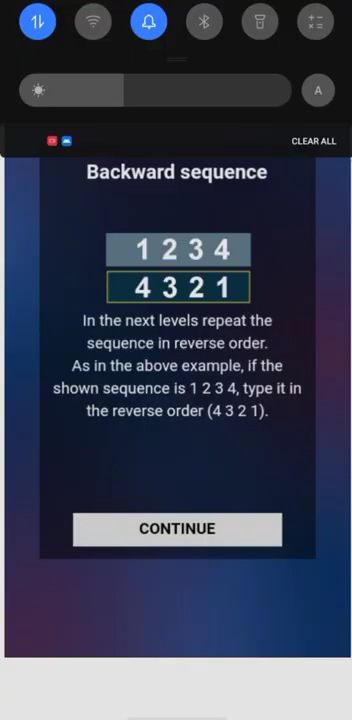 A
CLEAR ALL
Backward sequence
1 2 3 4
4 3 2 1
In the next levels repeat the
sequence in reverse order.
As in the above example, if the
shown sequence is 1 2 3 4, type it in
the reverse order (4 3 2 1).
CONTINUE